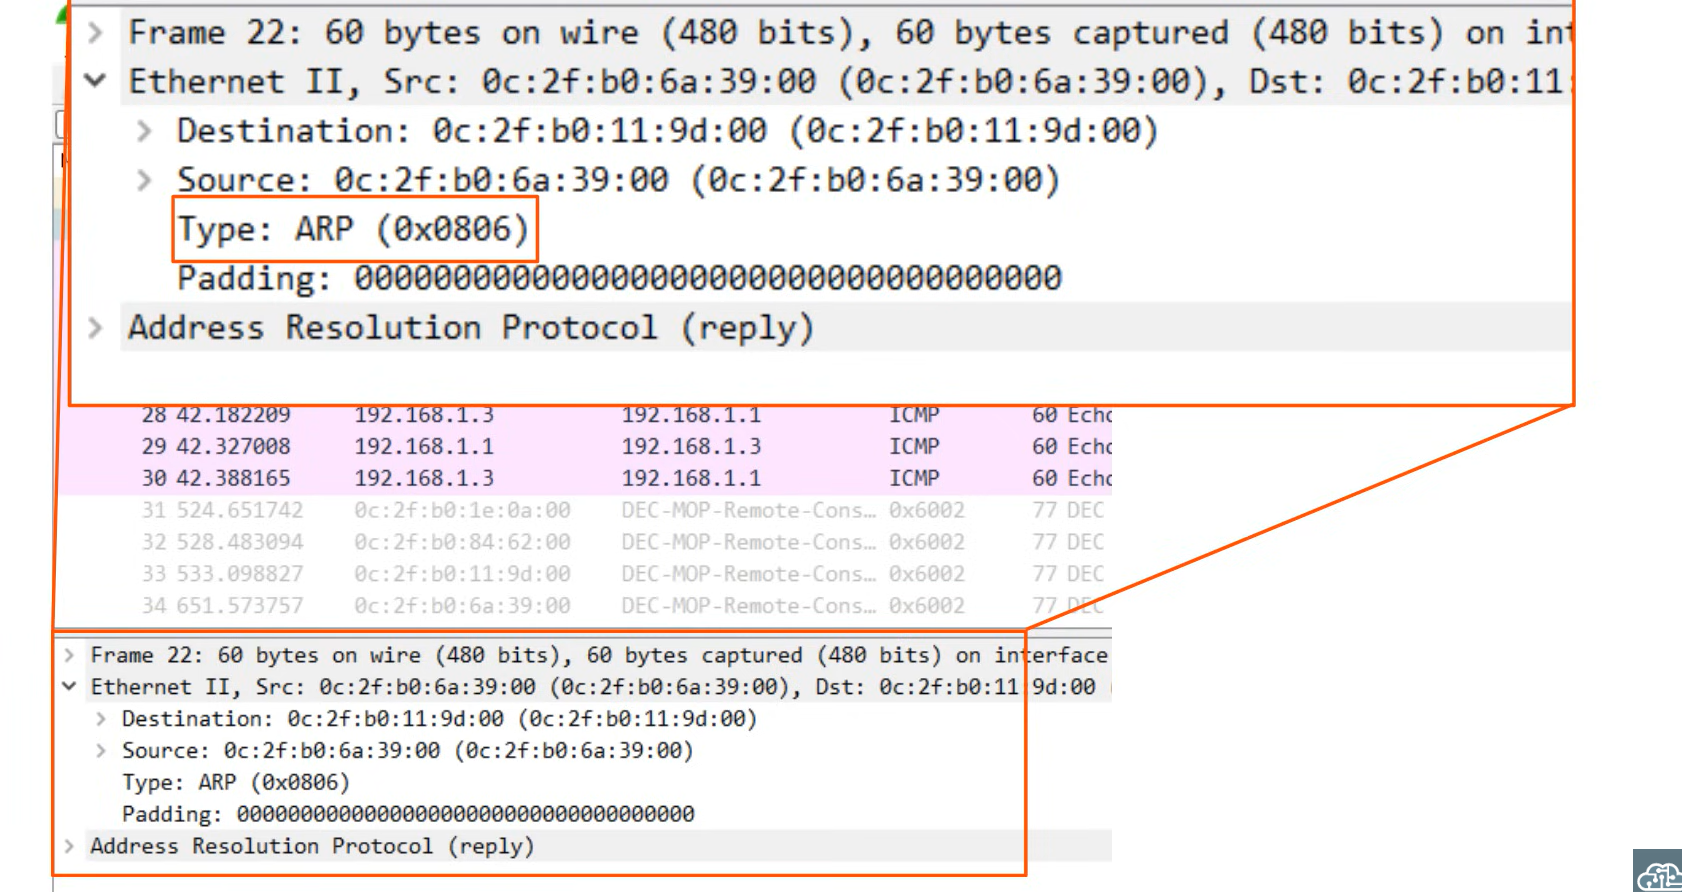 Frame 22: 60 bytes on wire (480 bits), 60 bytes captured (480 bits) on int
Ethernet II, Src: 0c:2f:b0:6a:39:00 (0c:2f:b0:6a:39:00), Dst: 0c:2f:b0:11:
Destination: 0c:2f:b0:11:9d:00 (0c:2f:b0:11:9d:00)
Source: 0c:2f:b0:6a:39:00 (0c:2f:b0:6a:39:00)
Type: ARP (0x0806)
Padding: 000000000000000000000000000000000000
Address Resolution Protocol (reply)
28 42.182209 192.168.1.3 192.168.1.1 ICMP 60 Echo
29 42.327008 192.168.1.1 192.168.1.3 ICMP 60 Echo
30 42.388165 192.168.1.3 192.168.1.1 ICMP 60 Echo
31 524.651742 0c:2f:b0:1e:0a:00 DEC-MOP-Remote-Cons… 0x6002 77 DEC
32 528.483094 0c:2f:b0:84:62:00 DEC-MOP-Remote-Cons… 0x6002 77 DEC
33 533.098827 0c:2f:b0:11:9d:00 DEC-MOP-Remote-Cons… 0x6002 77 DEC
34 651.573757 0c:2f:b0:6a:39:00 DEC-MOP-Remote-Cons… 0x6002 77 DEC
Frame 22: 60 bytes on wire (480 bits), 60 bytes captured (480 bits) on interface
Ethernet II, Src: 0c:2f:b0:6a:39:00 (0c:2f:b0:6a:39:00), Dst: 0c:2f:b0:11:9d:00
Destination: 0c:2f:b0:11:9d:00 (0c:2f:b0:11:9d:00)
Source: 0c:2f:b0:6a:39:00 (0c:2f:b0:6a:39:00)
Type: ARP (0x0806)
Padding: 000000000000000000000000000000000000
Address Resolution Protocol (reply)